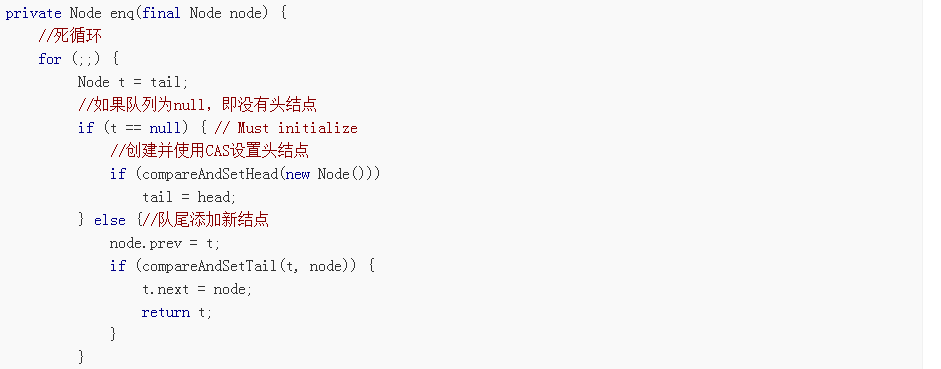 private Node enq(final Node node) {
//死循环
for (;;) {
Node t = tail;
//如果队列为null，即没有头结点
if (t == null) { // Must initialize
//创建并使用CAS设置头结点
if (compareAndSetHead(new Node()))
tail = head;
} else {//队尾添加新结点
node.prev = t;
if (compareAndSetTail(t, node)) {
t.next = node;
return t;
}
}